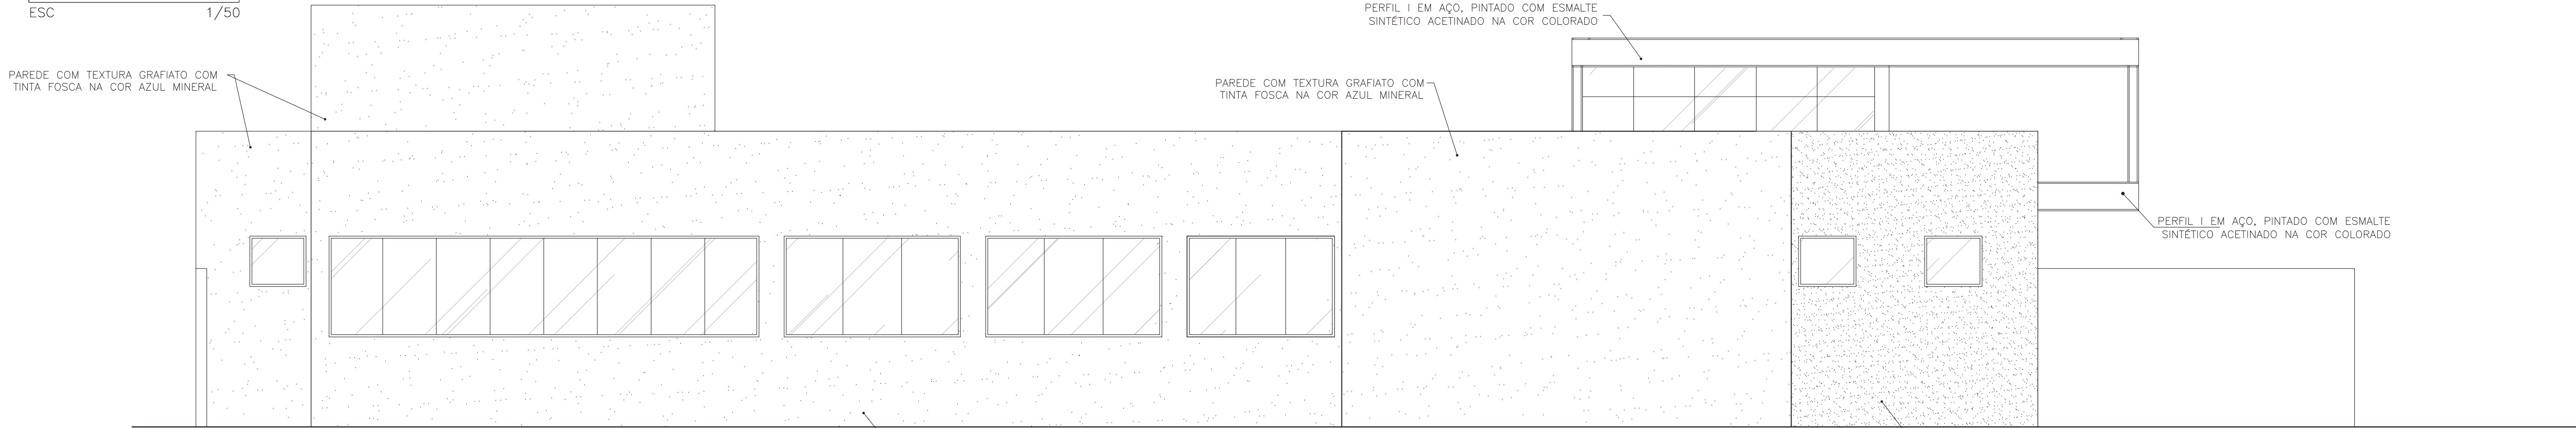 ESC 1/50
PAREDE COM TEXTURA GRAFIATO COM
TINTA FOSCA NA COR AZUL MINERAL
PAREDE COM TEXTURA GRAFIATO COM
TINTA FOSCA NA COR AZUL MINERAL
PERFIL I EM AÇO, PINTADO COM ESMALTE
SINTÉTICO ACETINADO NA COR COLORADO
PERFIL I EM AÇO, PINTADO COM ESMALTE
SINTÉTICO ACETINADO NA COR COLORADO